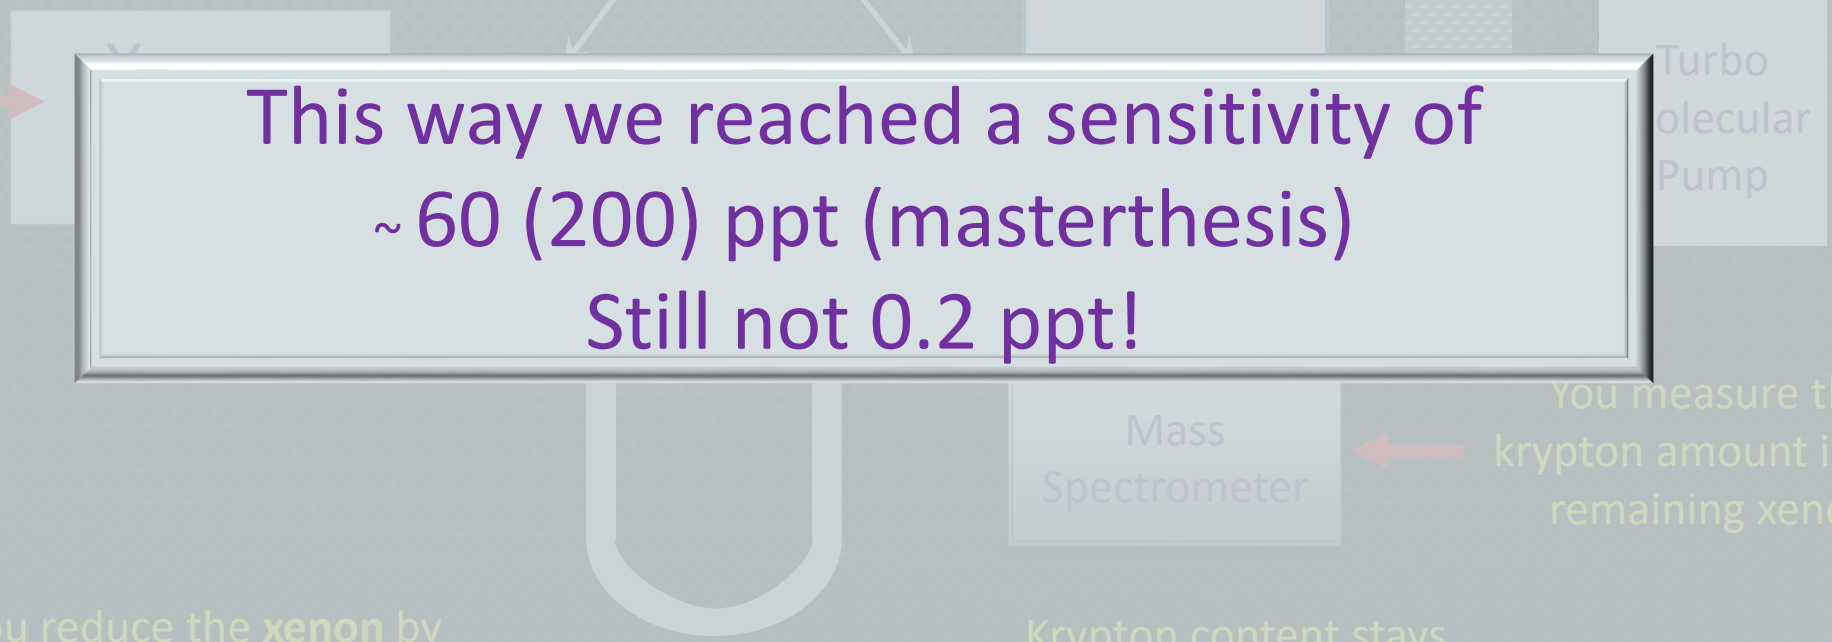 Turbo
olecular
Pump
This way we reached a sensitivity of
~ 60 (200) ppt (masterthesis)
Still not 0.2 ppt!
Mass
Spectrometer
You measure
krypton amount
remaining
reduce the xenon by
Krypton content stays